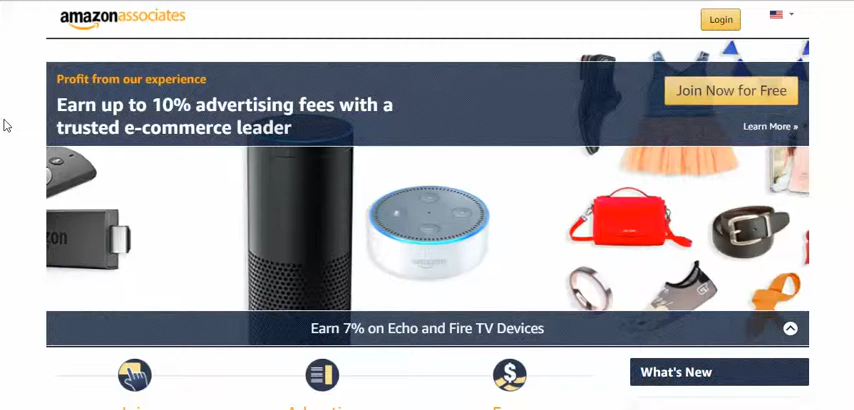 amazonassociates
Login
Profit from our experience
Earn up to 10% advertising fees with a
trusted e-commerce leader
Join Now for Free
Learn More »
Earn 7% on Echo and Fire TV Devices
What's New